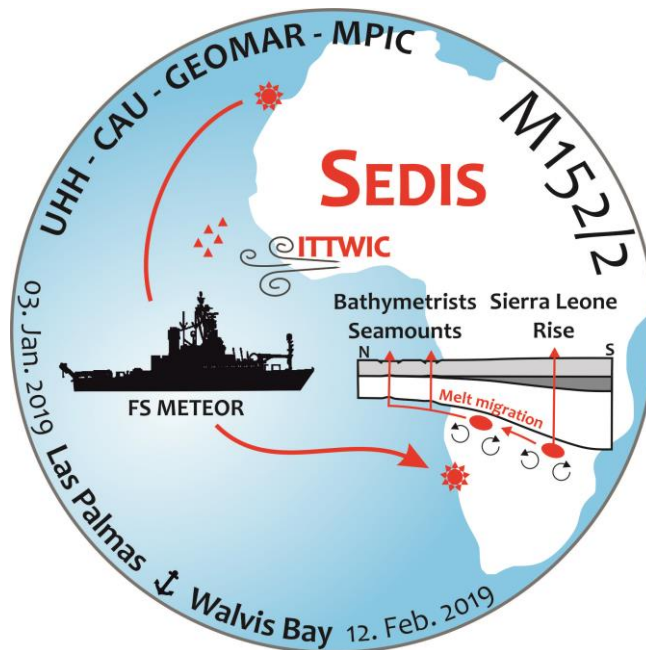 UHH - CAU - GEOMAR - MPIC
M152/2
SEDIS
ITTWIC
Bathymetrists Seamounts
Sierra Leone Rise
N
S
Melt migration
FS METEOR
03. Jan. 2019 Las Palmas Walvis Bay 12. Feb. 2019